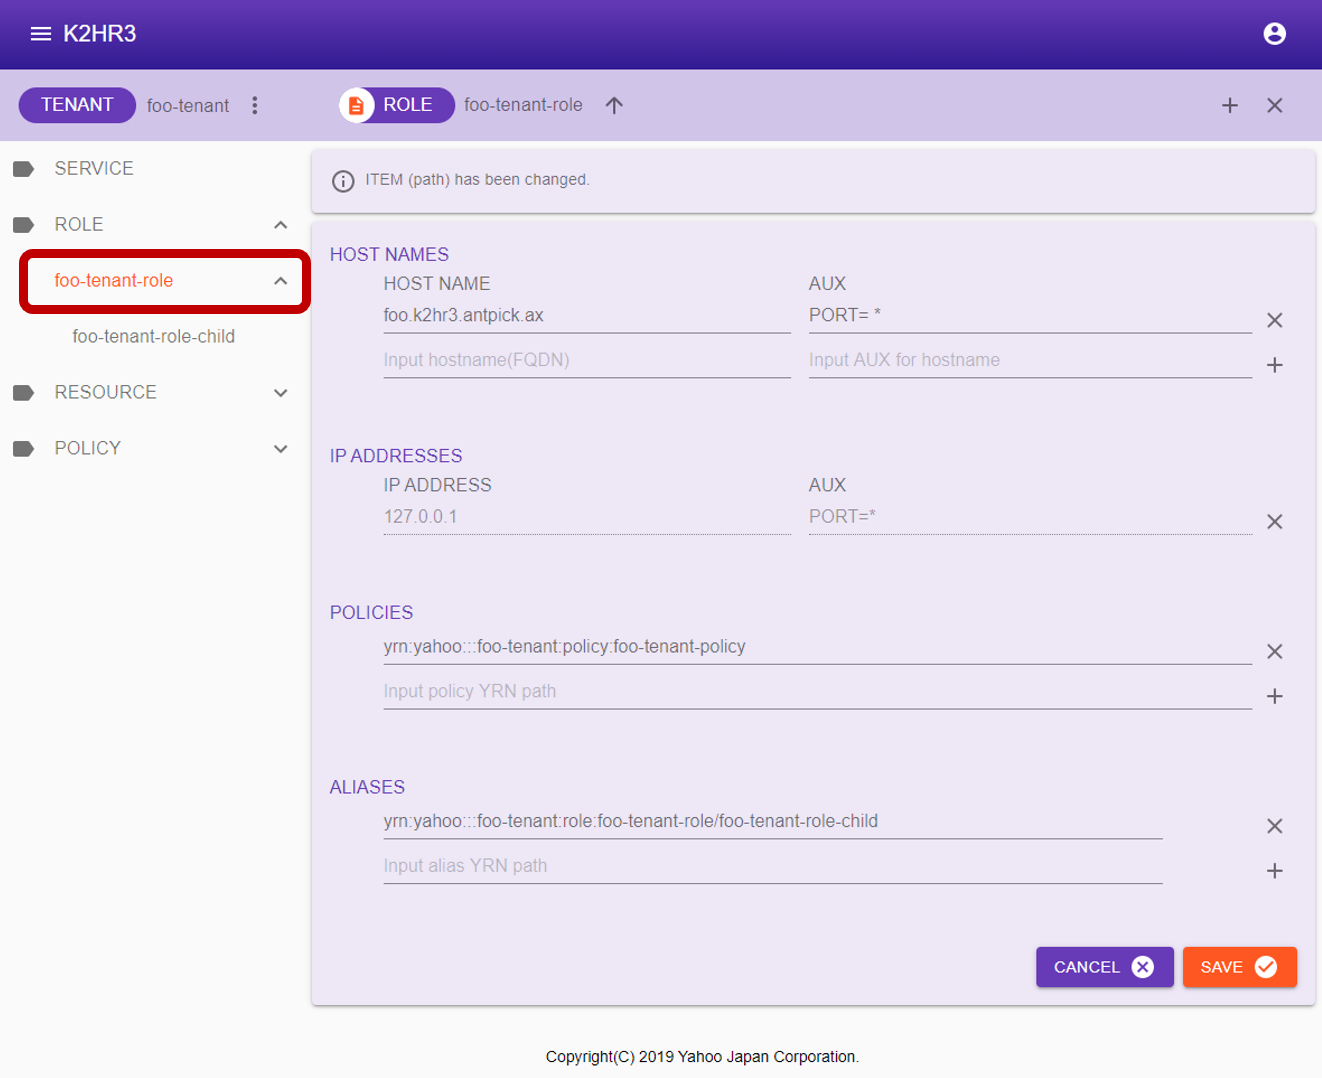 K2HR3
TENANT foo-tenant ROLE foo-tenant-role
SERVICE
ROLE
foo-tenant-role
foo-tenant-role-child
RESOURCE
POLICY
ITEM (path) has been changed.
HOST NAMES
HOST NAME AUX
foo.k2hr3.antpick.ax PORT= *
Input hostname(FQDN) Input AUX for hostname
IP ADDRESSES
IP ADDRESS AUX
127.0.0.1 PORT=*
POLICIES
yrn:yahoo:::foo-tenant:policy:foo-tenant-policy
Input policy YRN path
ALIASES
yrn:yahoo:::foo-tenant:role:foo-tenant-role/foo-tenant-role-child
Input alias YRN path
CANCEL SAVE
Copyright(C) 2019 Yahoo Japan Corporation.